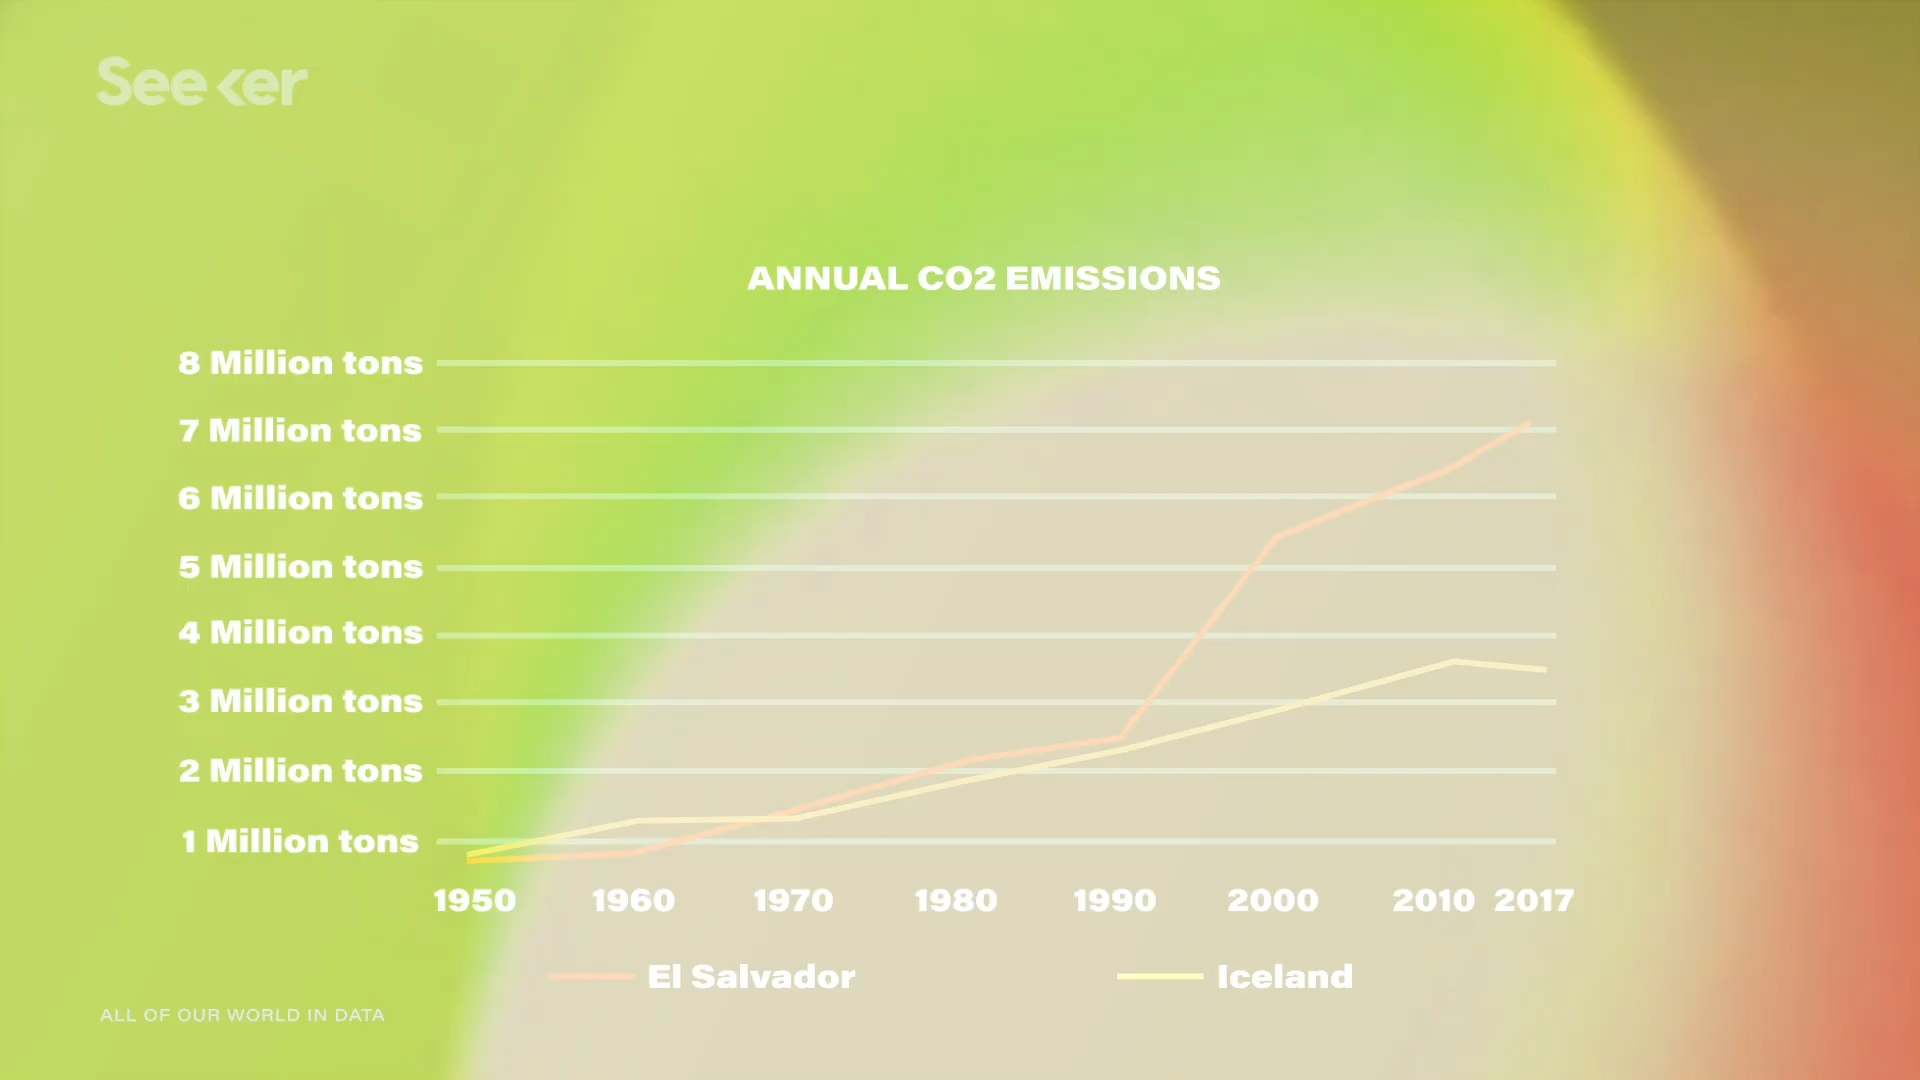 Seeker
ANNUAL CO2 EMISSIONS
8 Million tons
7 Million tons
6 Million tons
5 Million tons
4 Million tons
3 Million tons
2 Million tons
1 Million tons
1950 1960 1970 1980 1990 2000 2010 2017
El Salvador Iceland
ALL OF OUR WORLD IN DATA